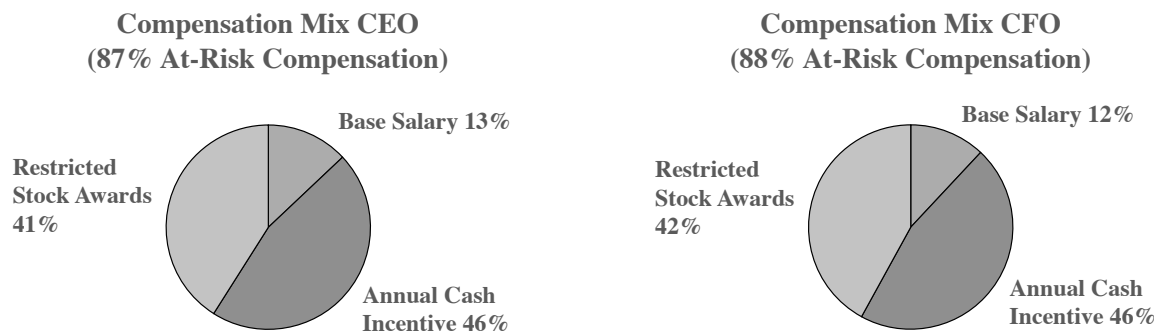 Compensation Mix CEO
(87% At-Risk Compensation)
Base Salary 13%
Restricted
Stock Awards
41%
Annual Cash
Incentive 46%
Compensation Mix CFO
(88% At-Risk Compensation)
Base Salary 12%
Restricted
Stock Awards
42%
Annual Cash
Incentive 46%